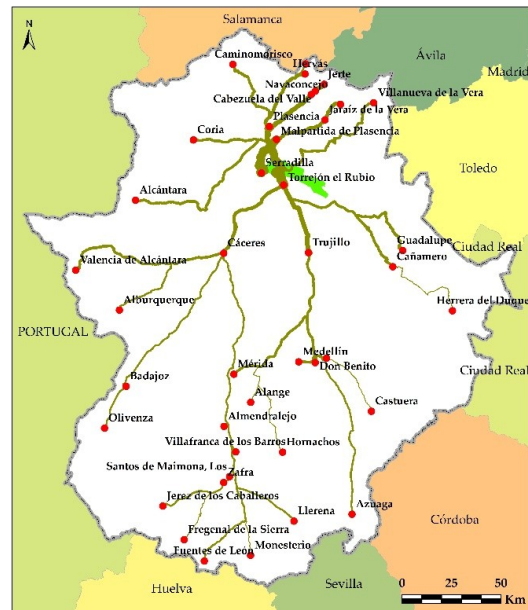 Salamanca
N
Ávila
Caminomorisco
Hervás
Jerte
Madrid
Navaconcejo
Cabezuela del Valle
Villanueva de la Vera
Jaraíz de la Vera
Plasencia
Coria
Malpartida de Plasencia
Toledo
Serradilla
Torrejón el Rubio
Alcántara
Cáceres
Trujillo
Guadalupe
Ciudad Real
Valencia de Alcántara
Cañamero
Alburquerque
Herrera del Duque
PORTUGAL
Medellín
Mérida
Don Benito
Ciudad Real
Badajoz
Alange
Castuera
Olivenza
Almendralejo
Villafranca de los Barros
Hornachos
Santos de Maimona, Los
Zafra
Jerez de los Caballeros
Llerena
Azuaga
Córdoba
Fregenal de la Sierra
Fuentes de León
Monesterio
Huelva
Sevilla
0 25 50
Km